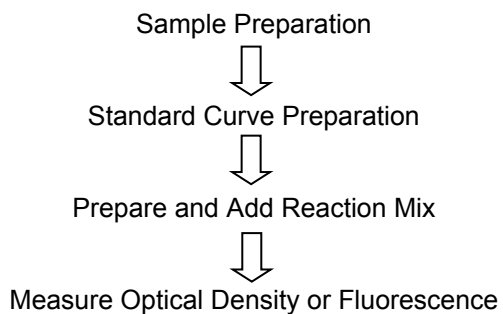 Sample Preparation
Standard Curve Preparation
Prepare and Add Reaction Mix
Measure Optical Density or Fluorescence